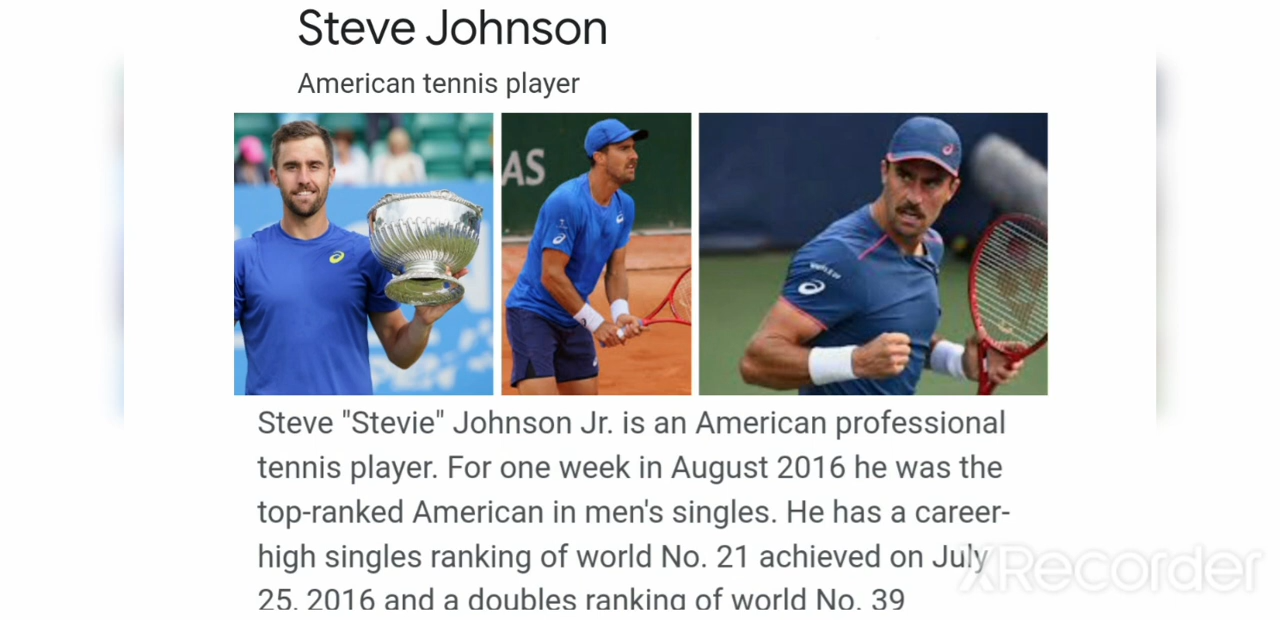 Steve Johnson
American tennis player
AS
Steve "Stevie" Johnson Jr. is an American professional
tennis player. For one week in August 2016 he was the
top-ranked American in men's singles. He has a career-
high singles ranking of world No. 21 achieved on July
25, 2016 and a doubles ranking of world No. 39
XRecorder